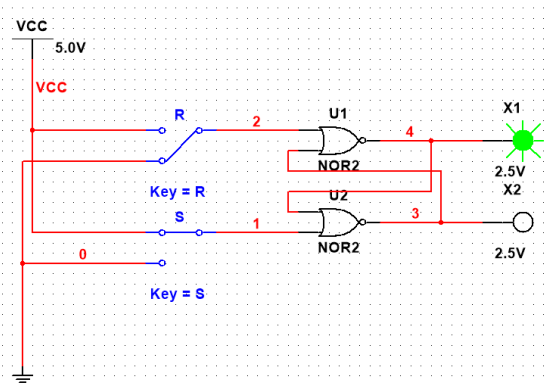 VCC
5.0V
VCC
R
2
U1
4
X1
NOR2
2.5V
Key = R
U2
X2
S
1
3
NOR2
2.5V
0
Key = S